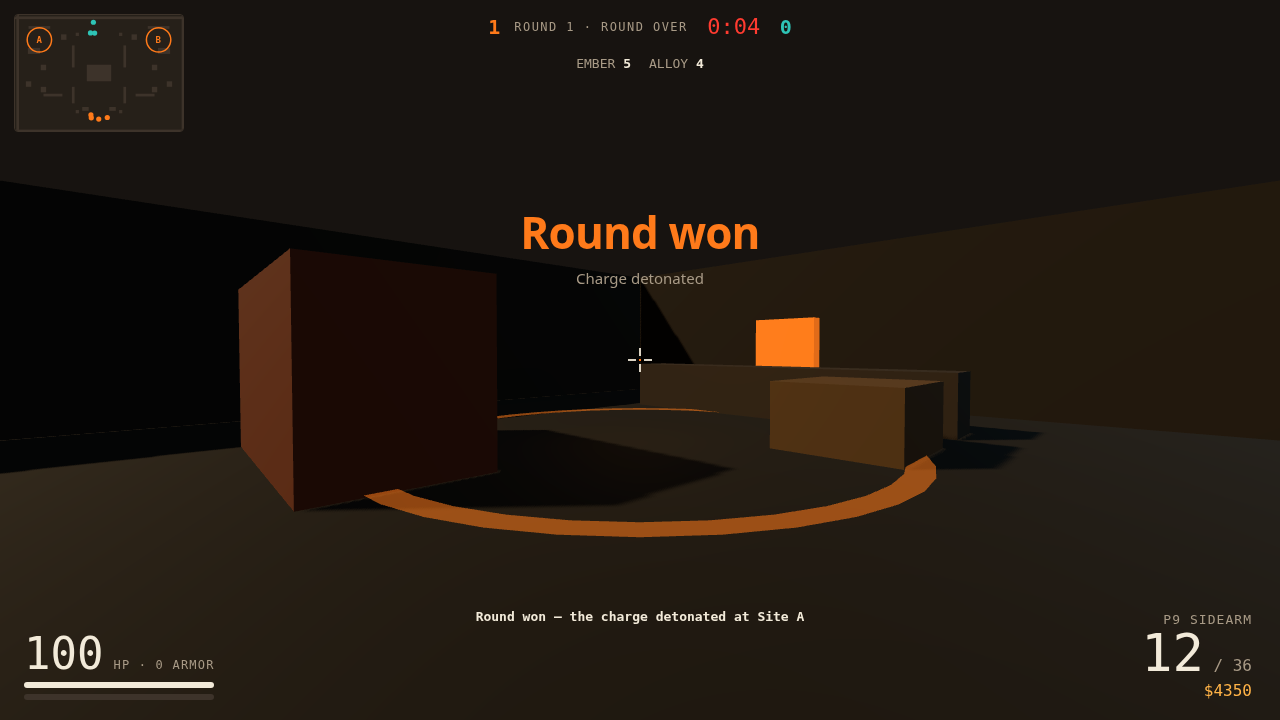 A
B
1 ROUND 1 · ROUND OVER 0:04 0
EMBER 5 ALLOY 4
Round won
Charge detonated
Round won — the charge detonated at Site A
100 HP · 0 ARMOR
P9 SIDEARM
12 / 36
$4350